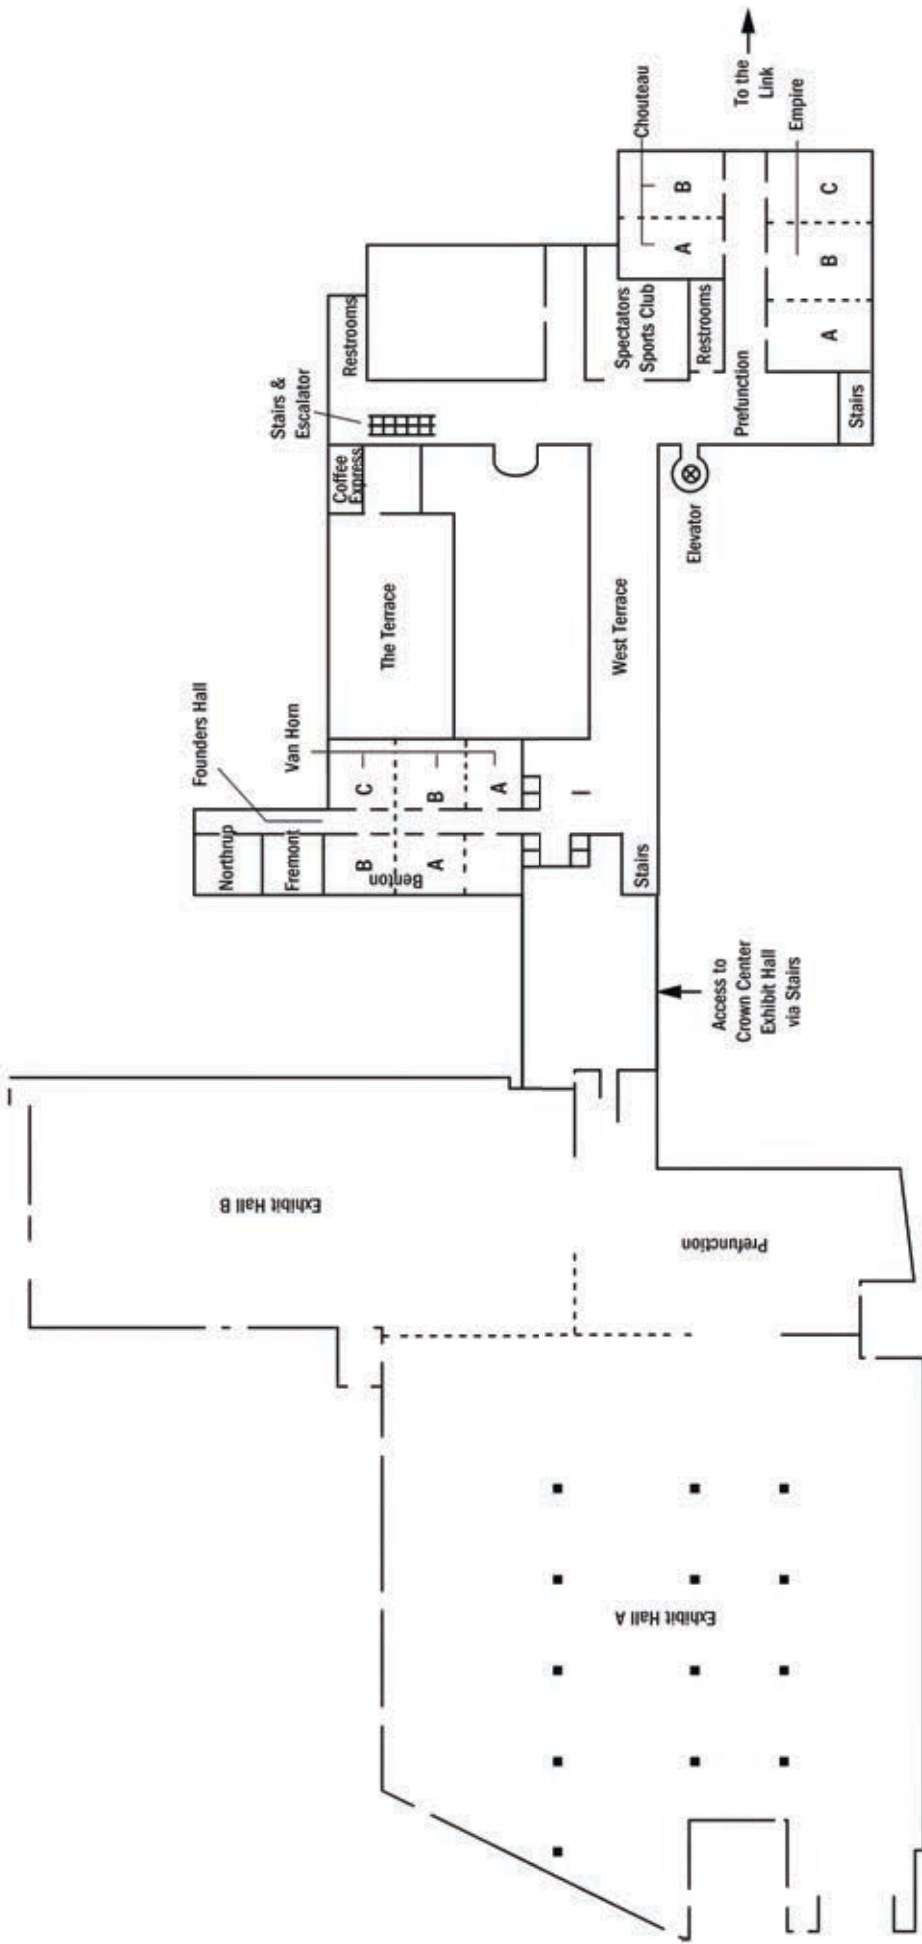 To the
Link
Chouteau
Empire
B
A
C
B
A
Spectators
Sports Club
Restrooms
Prefunction
Stairs
Restrooms
Stairs &
Escalator
Coffee
Express
Elevator
The Terrace
West Terrace
Founders Hall
Van Horn
C
B
A
Northrup
Fremont
B
A
Benton
Stairs
Access to
Crown Center
Exhibit Hall
via Stairs
Exhibit Hall B
Prefunction
Exhibit Hall A